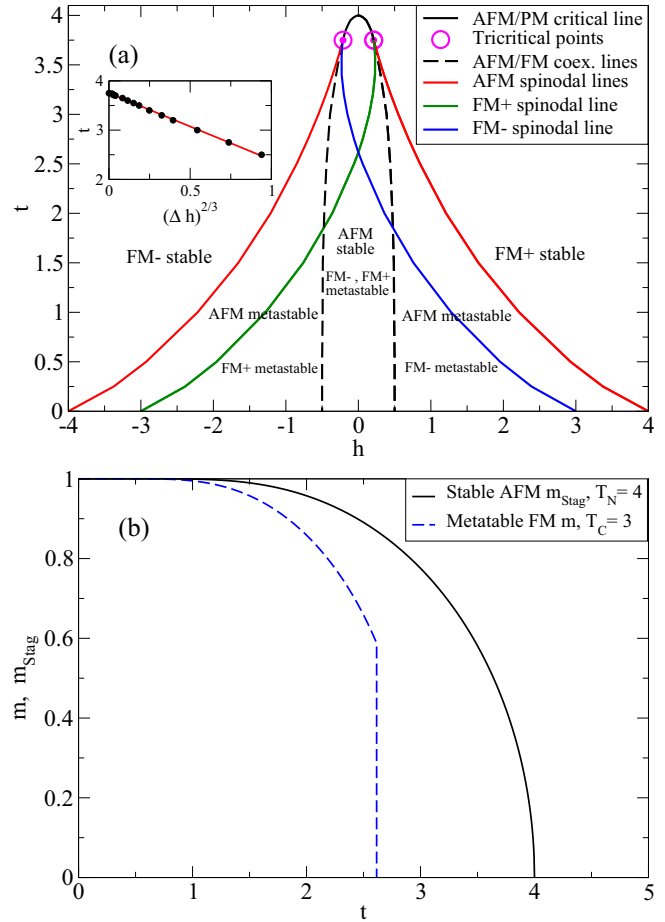 (a)
AFM/PM critical line
Tricritical points
AFM/FM coex. lines
AFM spinodal lines
FM+ spinodal line
FM- spinodal line
4
3.5
3
2.5
2
1.5
1
0.5
0
t
4
3
2
t
0
0.5
1
(Δ h)^{2/3}
FM- stable
AFM
stable
FM- , FM+
metastable
FM+ stable
AFM metastable
AFM metastable
FM+ metastable
FM- metastable
-4 -3 -2 -1 0 1 2 3 4
h
(b)
Stable AFM m_{Stag}, T_N= 4
Metatable FM m, T_C= 3
1
0.8
0.6
0.4
0.2
0
m, m_{Stag}
0 1 2 3 4 5
t